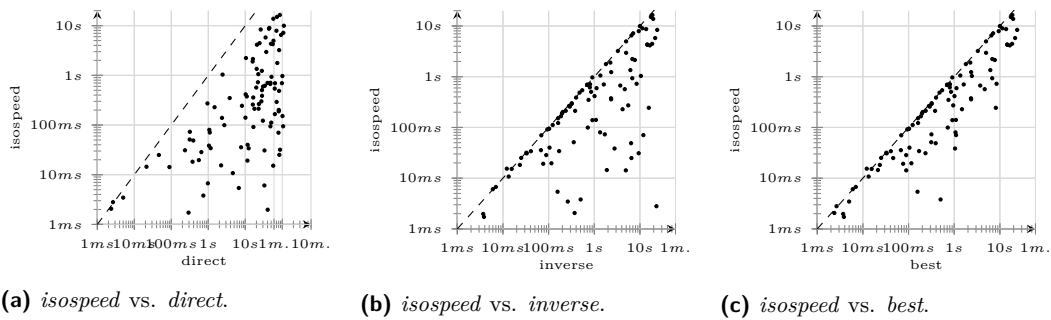 10s
1s
100ms
10ms
1ms
isospeed
1ms 10ms 100ms 1s 10s 1m. 10m.
direct
(a) isospeed vs. direct.
10s
1s
100ms
10ms
1ms
isospeed
1ms 10ms 100ms 1s 10s 1m.
inverse
(b) isospeed vs. inverse.
10s
1s
100ms
10ms
1ms
isospeed
1ms 10ms 100ms 1s 10s 1m.
best
(c) isospeed vs. best.